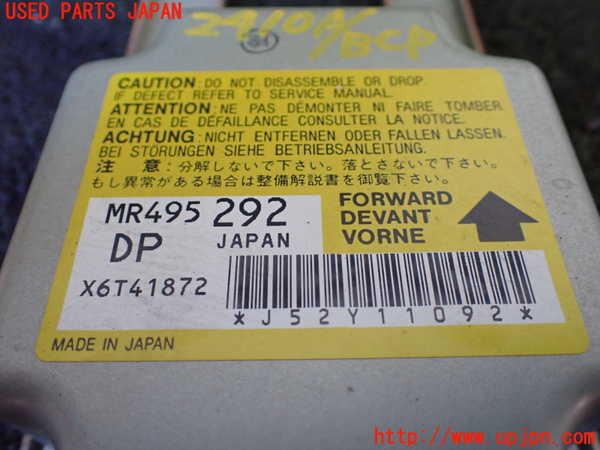 USED PARTS JAPAN
CAUTION: DO NOT DISASSEMBLE OR DROP.
IF DEFECT REFER TO SERVICE MANUAL.
ATTENTION: NE PAS DÉMONTER NI FAIRE TOMBER.
EN CAS DE DÉFAILLANCE CONSULTER LA NOTICE.
ACHTUNG: NICHT ENTFERNEN ODER FALLEN LASSEN.
BEI STÖRUNGEN SIEHE BETRIEBSANLEITUNG
注 意: 分解しないで下さい。落とさないで下さい。
もし異常がある場合は整備解説書を御覧下さい。
MR495 292
DP JAPAN
X6T41872
FORWARD
DEVANT
VORNE
*J52Y11092*
MADE IN JAPAN
http://www.upjpn.com/